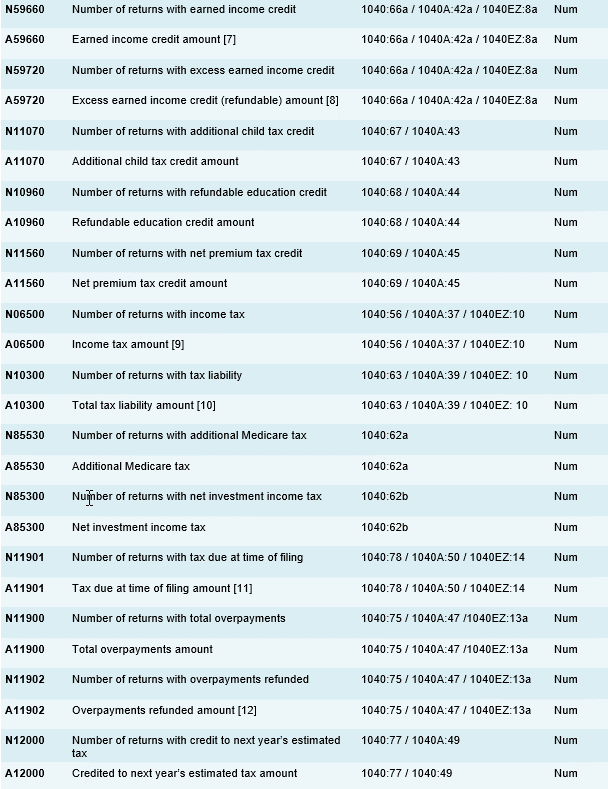 N59660 Number of returns with earned income credit 1040:66a / 1040A:42a / 1040EZ:8a Num
A59660 Earned income credit amount [7] 1040:66a / 1040A:42a / 1040EZ:8a Num
N59720 Number of returns with excess earned income credit 1040:66a / 1040A:42a / 1040EZ:8a Num
A59720 Excess earned income credit (refundable) amount [8] 1040:66a / 1040A:42a / 1040EZ:8a Num
N11070 Number of returns with additional child tax credit 1040:67 / 1040A:43 Num
A11070 Additional child tax credit amount 1040:67 / 1040A:43 Num
N10960 Number of returns with refundable education credit 1040:68 / 1040A:44 Num
A10960 Refundable education credit amount 1040:68 / 1040A:44 Num
N11560 Number of returns with net premium tax credit 1040:69 / 1040A:45 Num
A11560 Net premium tax credit amount 1040:69 / 1040A:45 Num
N06500 Number of returns with income tax 1040:56 / 1040A:37 / 1040EZ:10 Num
A06500 Income tax amount [9] 1040:56 / 1040A:37 / 1040EZ:10 Num
N10300 Number of returns with tax liability 1040:63 / 1040A:39 / 1040EZ: 10 Num
A10300 Total tax liability amount [10] 1040:63 / 1040A:39 / 1040EZ: 10 Num
N85530 Number of returns with additional Medicare tax 1040:62a Num
A85530 Additional Medicare tax 1040:62a Num
N85300 Number of returns with net investment income tax 1040:62b Num
A85300 Net investment income tax 1040:62b Num
N11901 Number of returns with tax due at time of filing 1040:78 / 1040A:50 / 1040EZ:14 Num
A11901 Tax due at time of filing amount [11] 1040:78 / 1040A:50 / 1040EZ:14 Num
N11900 Number of returns with total overpayments 1040:75 / 1040A:47 /1040EZ:13a Num
A11900 Total overpayments amount 1040:75 / 1040A:47 /1040EZ:13a Num
N11902 Number of returns with overpayments refunded 1040:75 / 1040A:47 / 1040EZ:13a Num
A11902 Overpayments refunded amount [12] 1040:75 / 1040A:47 / 1040EZ:13a Num
N12000 Number of returns with credit to next year's estimated 1040:77 / 1040A:49 Num
tax
A12000 Credited to next year's estimated tax amount 1040:77 / 1040:49 Num